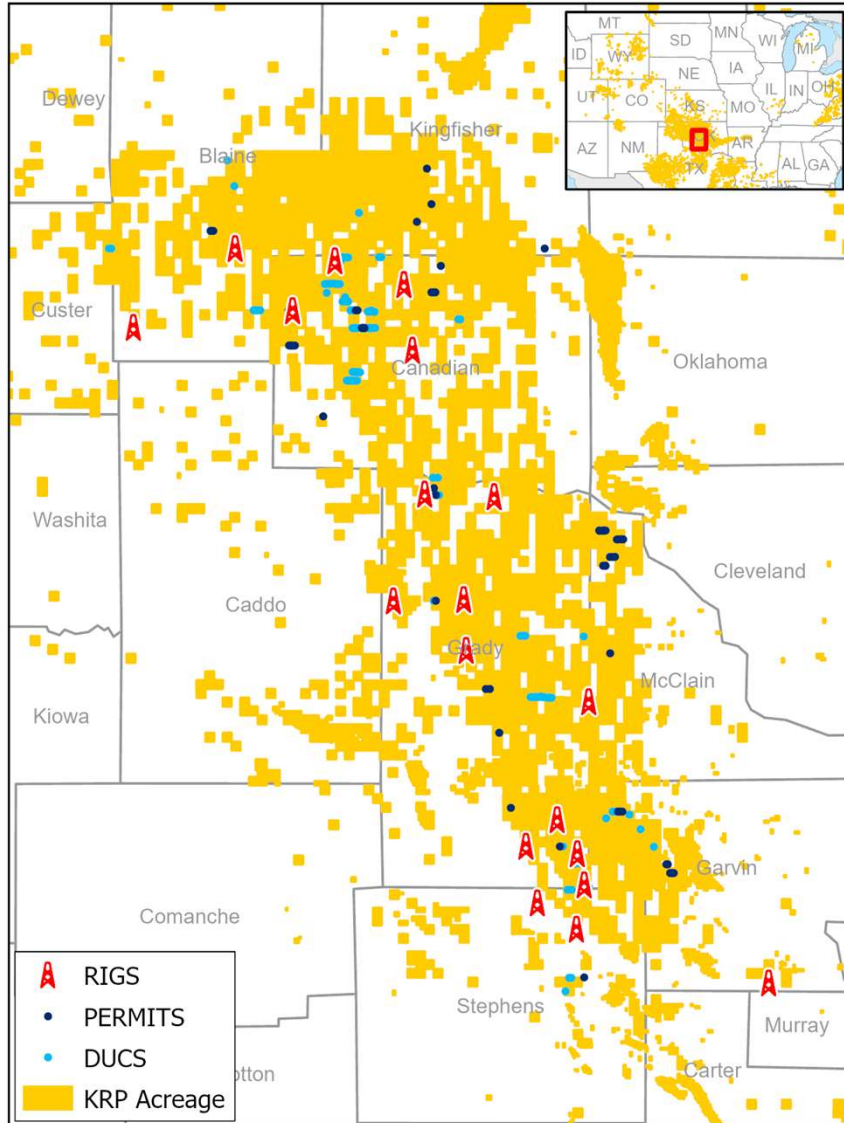 MT
ND
SD
MN
WI
MI
ID
WY
NE
IA
UT
CO
KS
MO
IL
IN
OH
AZ
NM
AR
TX
AL
GA
Dewey
Blaine
Kingfisher
Custer
Canadian
Oklahoma
Washita
Caddo
Cleveland
Grady
McClain
Kiowa
Garvin
Comanche
Stephens
Murray
Carter
otton
RIGS
PERMITS
DUCS
KRP Acreage